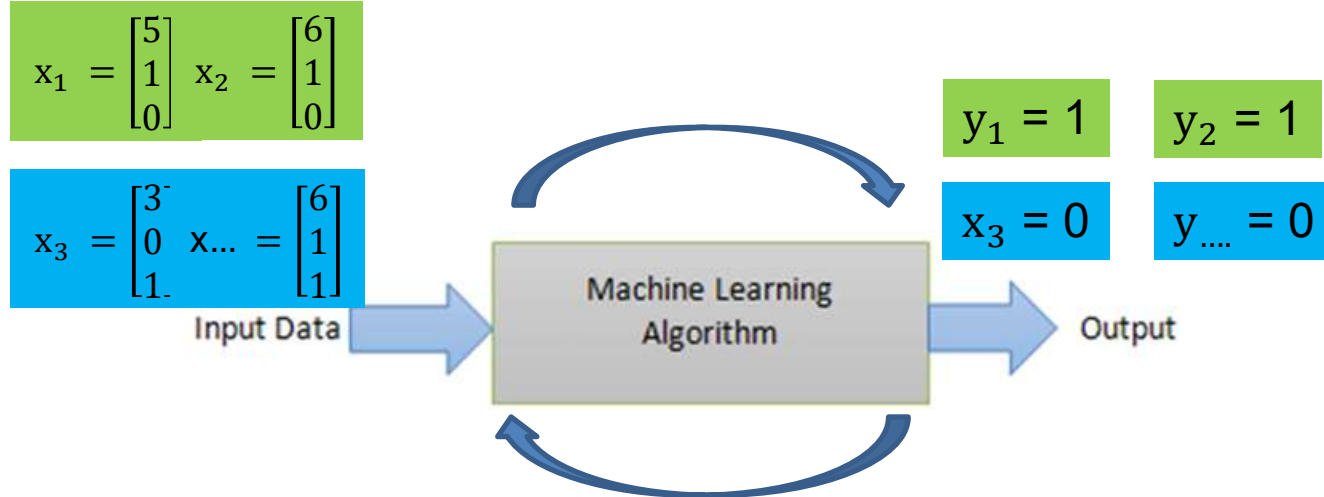 x₁ = [5 1 0] x₂ = [6 1 0]
y₁ = 1 y₂ = 1
x₃ = [3 0 1] x... = [6 1 1]
x₃ = 0 y.... = 0
Machine Learning
Algorithm
Input Data
Output